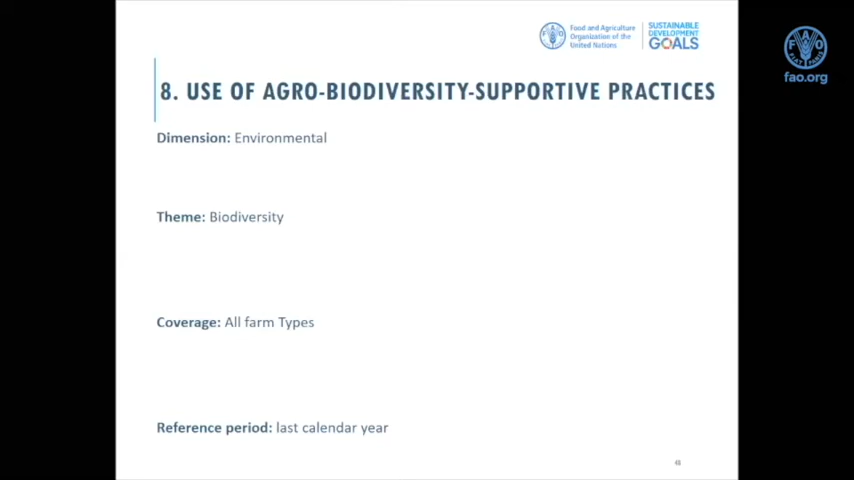 Food and Agriculture
Organization of the
United Nations
SUSTAINABLE
DEVELOPMENT
GOALS
fao.org
8. USE OF AGRO-BIODIVERSITY-SUPPORTIVE PRACTICES
Dimension: Environmental
Theme: Biodiversity
Coverage: All farm Types
Reference period: last calendar year